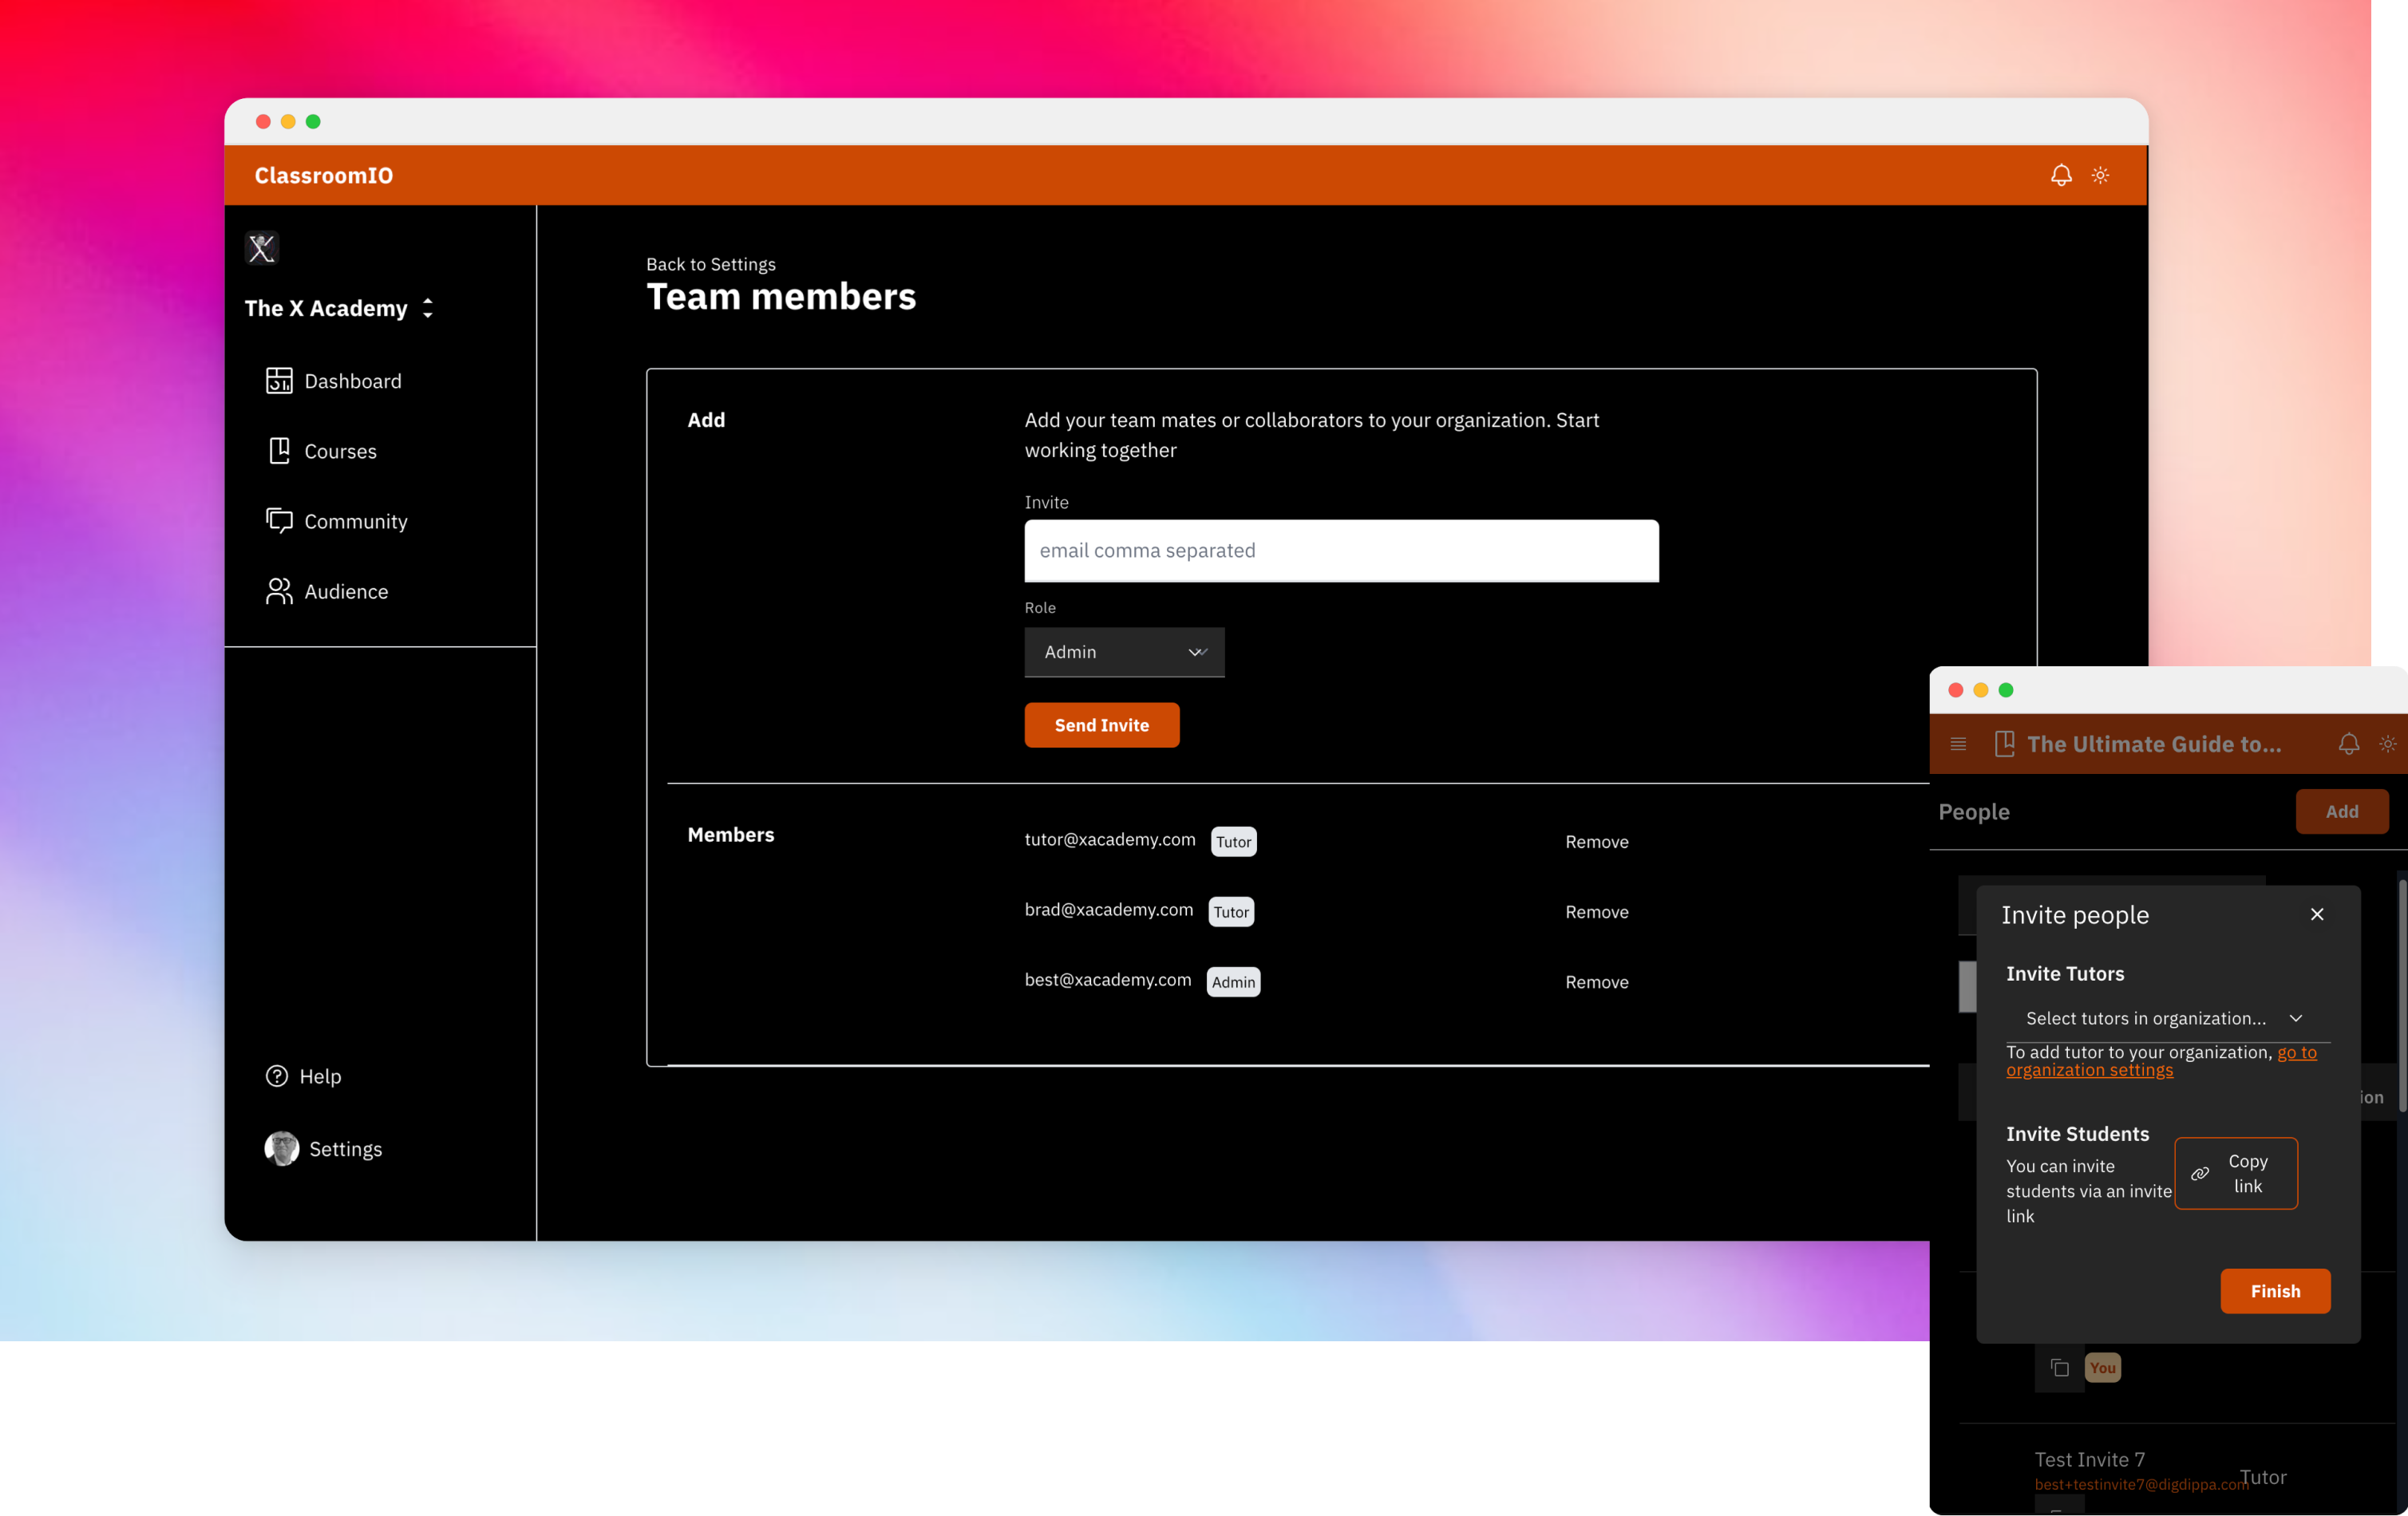 ClassroomIO
The X Academy
Dashboard
Courses
Community
Audience
Help
Settings
Back to Settings
Team members
Add
Add your team mates or collaborators to your organization. Start
working together
Invite
email comma separated
Role
Admin
Send Invite
Members
tutor@xacademy.com Tutor Remove
brad@xacademy.com Tutor Remove
best@xacademy.com Admin Remove
The Ultimate Guide to...
People
Add
Invite people
Invite Tutors
Select tutors in organization...
To add tutor to your organization, go to
organization settings
ion
Invite Students
You can invite
students via an invite
link
Copy
link
Finish
You
Test Invite 7
best+testinvite7@digdippa.com
Tutor